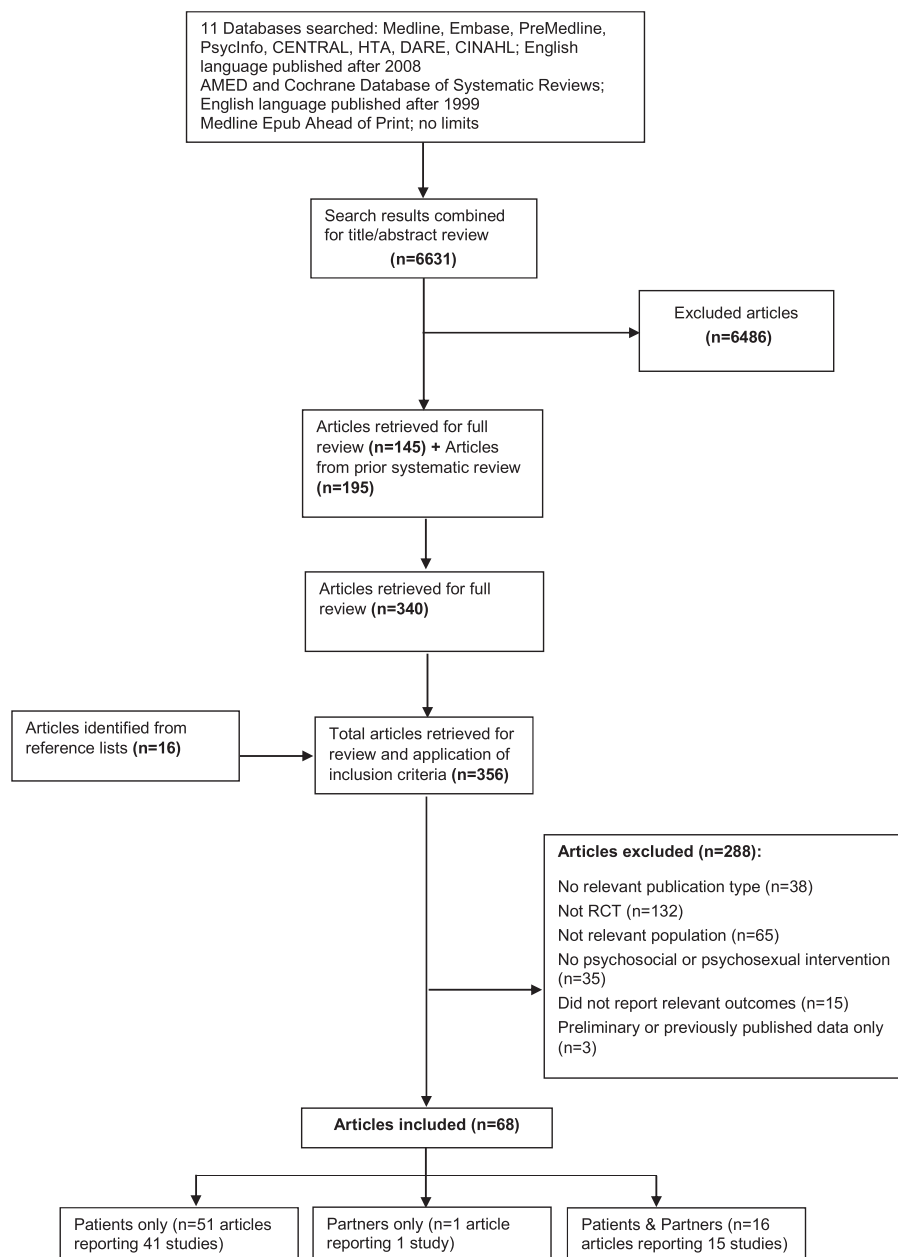 11 Databases searched: Medline, Embase, PreMedline,
PsycInfo, CENTRAL, HTA, DARE, CINAHL; English
language published after 2008
AMED and Cochrane Database of Systematic Reviews;
English language published after 1999
Medline Epub Ahead of Print; no limits
Search results combined
for title/abstract review
(n=6631)
Excluded articles
(n=6486)
Articles retrieved for full
review (n=145) + Articles
from prior systematic review
(n=195)
Articles retrieved for full
review (n=340)
Articles identified from
reference lists (n=16)
Total articles retrieved for
review and application of
inclusion criteria (n=356)
Articles excluded (n=288):
No relevant publication type (n=38)
Not RCT (n=132)
Not relevant population (n=65)
No psychosocial or psychosexual intervention
(n=35)
Did not report relevant outcomes (n=15)
Preliminary or previously published data only
(n=3)
Articles included (n=68)
Patients only (n=51 articles
reporting 41 studies)
Partners only (n=1 article
reporting 1 study)
Patients & Partners (n=16
articles reporting 15 studies)